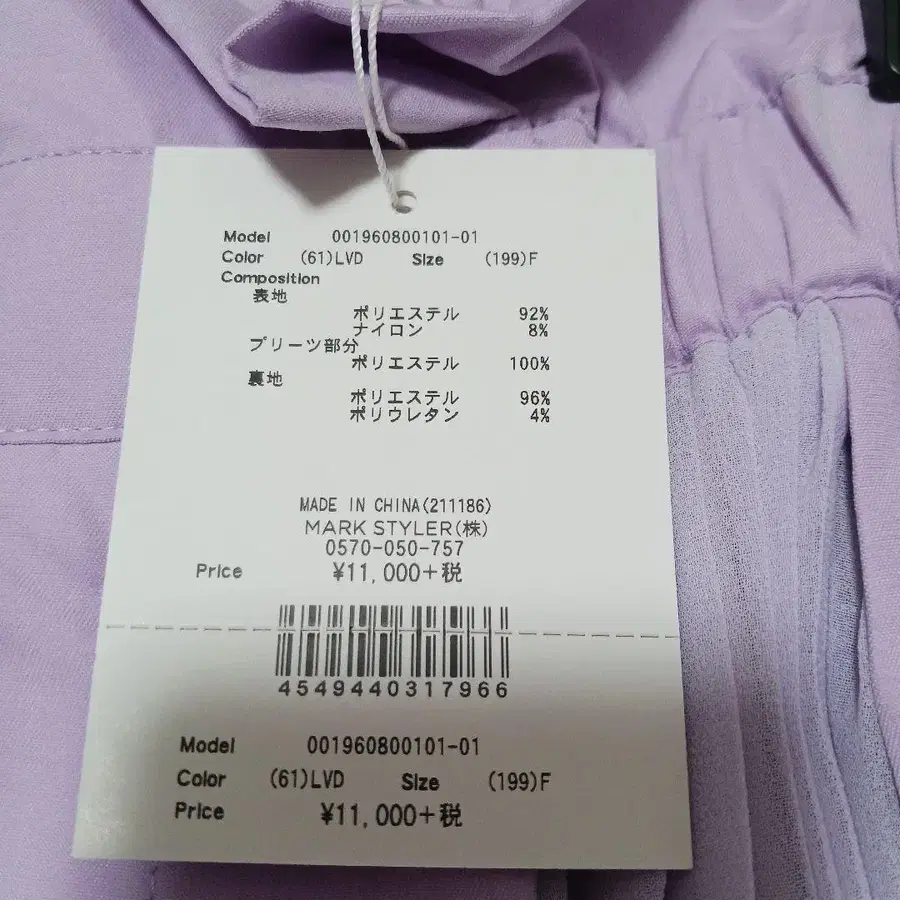 Model 001960800101-01
Color (61)LVD Size (199)F
Composition
表地
ポリエステル 92%
ナイロン 8%
プリーツ部分
ポリエステル 100%
裏地
ポリエステル 96%
ポリウレタン 4%
MADE IN CHINA(211186)
MARK STYLER(株)
0570-050-757
Price ¥11,000+税
4549440317966
Model 001960800101-01
Color (61)LVD Size (199)F
Price ¥11,000+税